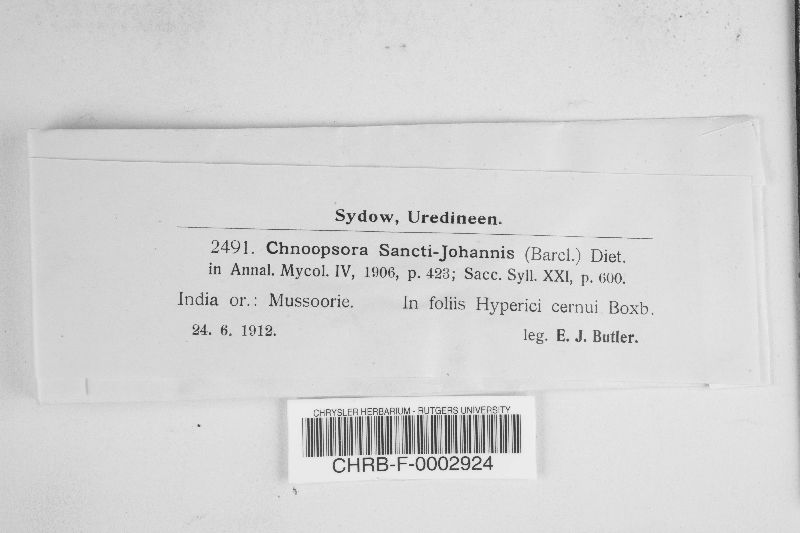 Sydow, Uredineen.
2491. Chnoopsora Sancti-Johannis (Barcl.) Diet.
in Annal. Mycol. IV, 1906, p. 423; Sacc. Syll. XXI, p. 600.
India or.: Mussoorie. In foliis Hyperici cernui Boxb.
24. 6. 1912. leg. E. J. Butler.
CHRYSLER HERBARIUM - RUTGERS UNIVERSITY
CHRB-F-0002924